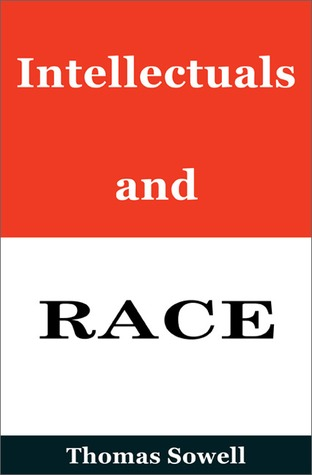 Intellectuals
and
RACE
Thomas Sowell